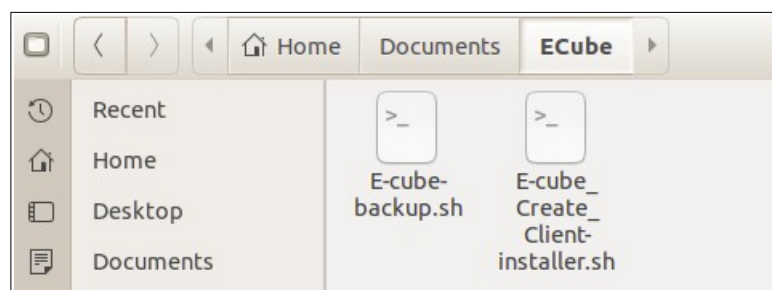 Home Documents ECube
Recent
Home
Desktop
Documents
>_
>_
E-cube-
backup.sh
E-cube_
Create_
Client-
installer.sh